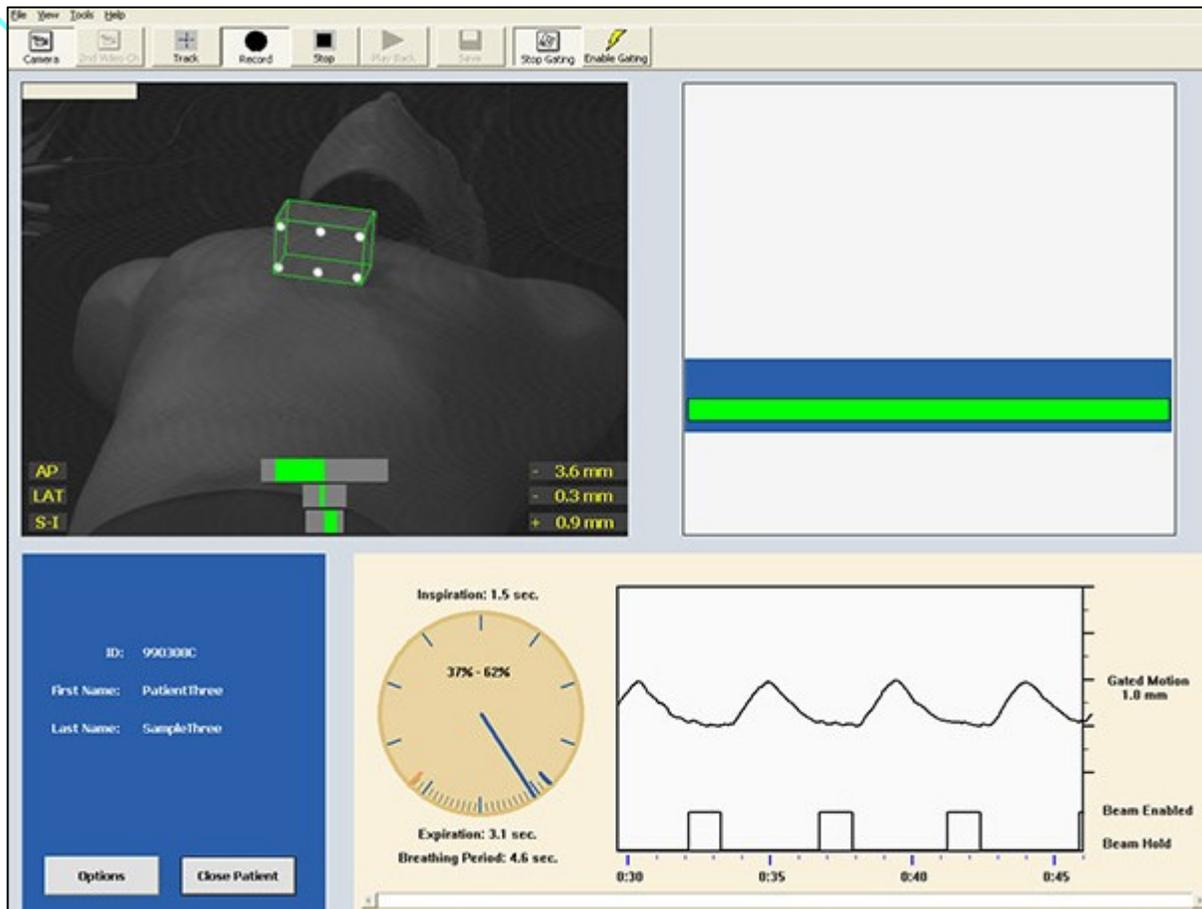 File View Tools Help
Camera 2nd Video Ch Track Record Stop Play Back Save Stop Gating Enable Gating
AP - 3.6 mm
LAT - 0.3 mm
S-I + 0.9 mm
ID: 990308C
First Name: PatientThree
Last Name: SampleThree
Options Close Patient
Inspiration: 1.5 sec.
37% - 62%
Expiration: 3.1 sec.
Breathing Period: 4.6 sec.
Gated Motion
1.0 mm
Beam Enabled
Beam Hold
0:30 0:35 0:40 0:45